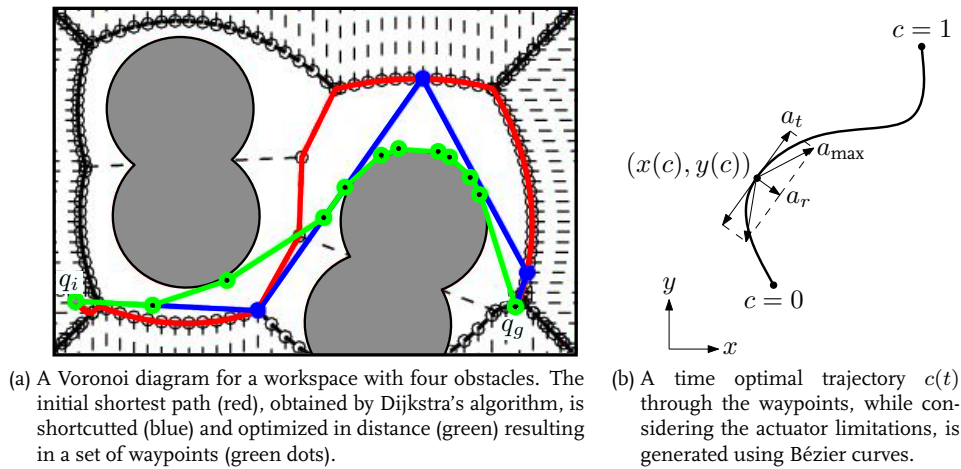 q_i
q_g
c = 1
a_t
a_max
(x(c), y(c))
a_r
c = 0
y
x
(a) A Voronoi diagram for a workspace with four obstacles. The
initial shortest path (red), obtained by Dijkstra's algorithm, is
shortcutted (blue) and optimized in distance (green) resulting
in a set of waypoints (green dots).
(b) A time optimal trajectory c(t)
through the waypoints, while con-
sidering the actuator limitations, is
generated using Bézier curves.